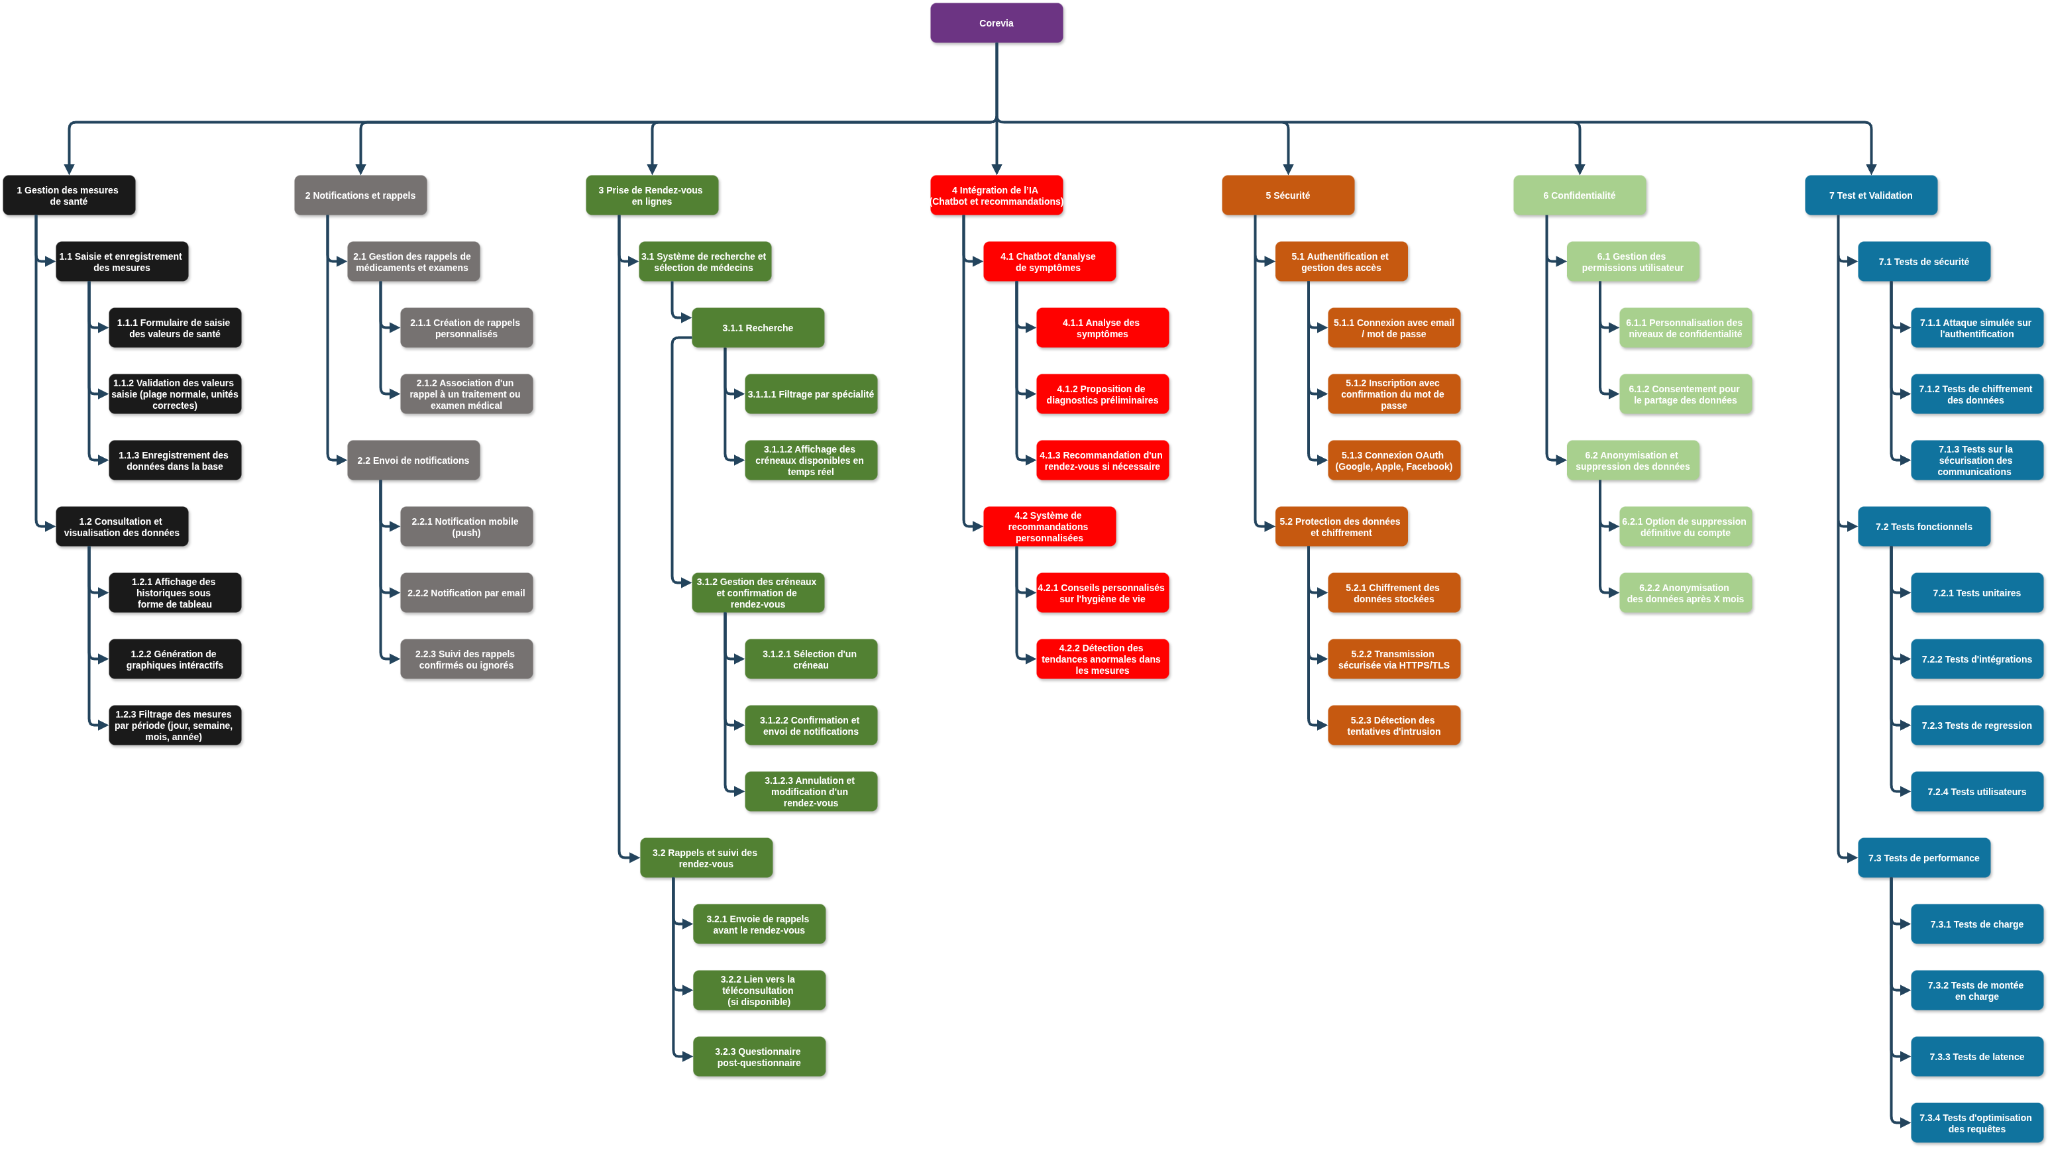 Corevia
1 Gestion des mesures
de santé
1.1 Saisie et enregistrement
des mesures
1.1.1 Formulaire de saisie
des valeurs de santé
1.1.2 Validation des valeurs
saisie (plage normale, unités
correctes)
1.1.3 Enregistrement des
données dans la base
1.2 Consultation et
visualisation des données
1.2.1 Affichage des
historiques sous
forme de tableau
1.2.2 Génération de
graphiques intéractifs
1.2.3 Filtrage des mesures
par période (jour, semaine,
mois, année)
2 Notifications et rappels
2.1 Gestion des rappels de
médicaments et examens
2.1.1 Création de rappels
personnalisés
2.1.2 Association d'un
rappel à un traitement ou
examen médical
2.2 Envoi de notifications
2.2.1 Notification mobile
(push)
2.2.2 Notification par email
2.2.3 Suivi des rappels
confirmés ou ignorés
3 Prise de Rendez-vous
en lignes
3.1 Système de recherche et
sélection de médecins
3.1.1 Recherche
3.1.1.1 Filtrage par spécialité
3.1.1.2 Affichage des
créneaux disponibles en
temps réel
3.1.2 Gestion des créneaux
et confirmation de
rendez-vous
3.1.2.1 Sélection d'un
créneau
3.1.2.2 Confirmation et
envoi de notifications
3.1.2.3 Annulation et
modification d'un
rendez-vous
3.2 Rappels et suivi des
rendez-vous
3.2.1 Envoie de rappels
avant le rendez-vous
3.2.2 Lien vers la
téléconsultation
(si disponible)
3.2.3 Questionnaire
post-questionnaire
4 Intégration de l'IA
(Chatbot et recommandations)
4.1 Chatbot d'analyse
de symptômes
4.1.1 Analyse des
symptômes
4.1.2 Proposition de
diagnostics préliminaires
4.1.3 Recommandation d'un
rendez-vous si nécessaire
4.2 Système de
recommandations
personnalisées
4.2.1 Conseils personnalisés
sur l'hygiène de vie
4.2.2 Détection des
tendances anormales dans
les mesures
5 Sécurité
5.1 Authentification et
gestion des accès
5.1.1 Connexion avec email
/ mot de passe
5.1.2 Inscription avec
confirmation du mot de
passe
5.1.3 Connexion OAuth
(Google, Apple, Facebook)
5.2 Protection des données
et chiffrement
5.2.1 Chiffrement des
données stockées
5.2.2 Transmission
sécurisée via HTTPS/TLS
5.2.3 Détection des
tentatives d'intrusion
6 Confidentialité
6.1 Gestion des
permissions utilisateur
6.1.1 Personnalisation des
niveaux de confidentialité
6.1.2 Consentement pour
le partage des données
6.2 Anonymisation et
suppression des données
6.2.1 Option de suppression
définitive du compte
6.2.2 Anonymisation
des données après X mois
7 Test et Validation
7.1 Tests de sécurité
7.1.1 Attaque simulée sur
l'authentification
7.1.2 Tests de chiffrement
des données
7.1.3 Tests sur la
sécurisation des
communications
7.2 Tests fonctionnels
7.2.1 Tests unitaires
7.2.2 Tests d'intégrations
7.2.3 Tests de regression
7.2.4 Tests utilisateurs
7.3 Tests de performance
7.3.1 Tests de charge
7.3.2 Tests de montée
en charge
7.3.3 Tests de latence
7.3.4 Tests d'optimisation
des requêtes